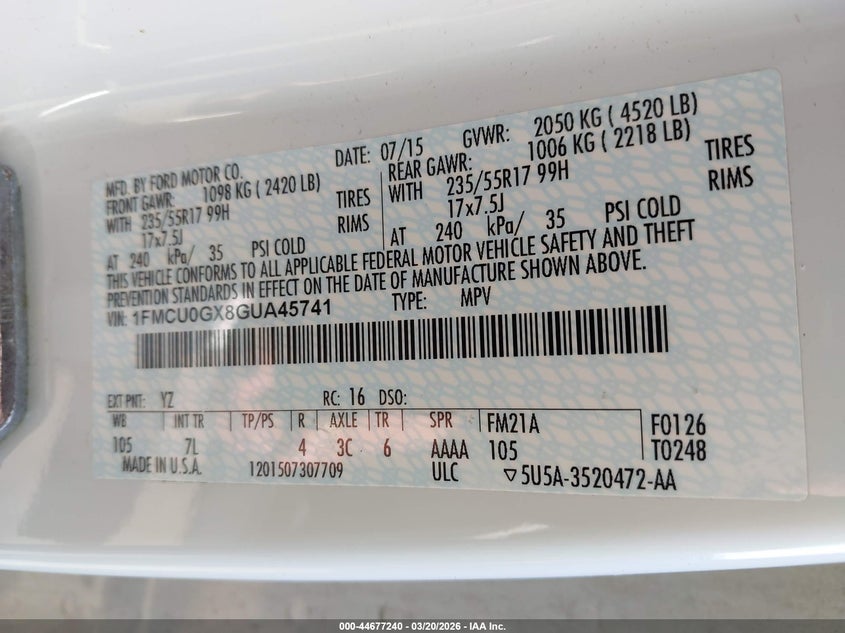 MFD. BY FORD MOTOR CO. DATE: 07/15 GVWR: 2050 KG ( 4520 LB)
FRONT GAWR: 1098 KG ( 2420 LB) REAR GAWR: 1006 KG ( 2218 LB)
WITH 235/55R17 99H TIRES WITH 235/55R17 99H TIRES
17x7.5J RIMS 17x7.5J RIMS
AT 240 kPa/ 35 PSI COLD AT 240 kPa/ 35 PSI COLD
THIS VEHICLE CONFORMS TO ALL APPLICABLE FEDERAL MOTOR VEHICLE SAFETY AND THEFT
PREVENTION STANDARDS IN EFFECT ON THE DATE OF MANUFACTURE SHOWN ABOVE.
VIN: 1FMCU0GX8GUA45741 TYPE: MPV
EXT PNT: YZ RC: 16 DSO:
WB INT TR TP/PS R AXLE TR SPR FM21A F0126
105 7L 4 3C 6 AAAA 105 T0248
MADE IN U.S.A. 1201507307709 ULC ▽5U5A-3520472-AA
000-44677240 — 03/20/2026 — IAA Inc.